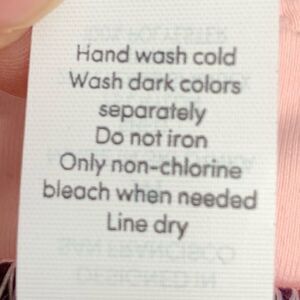 Hand wash cold
Wash dark colors
separately
Do not iron
Only non-chlorine
bleach when needed
Line dry